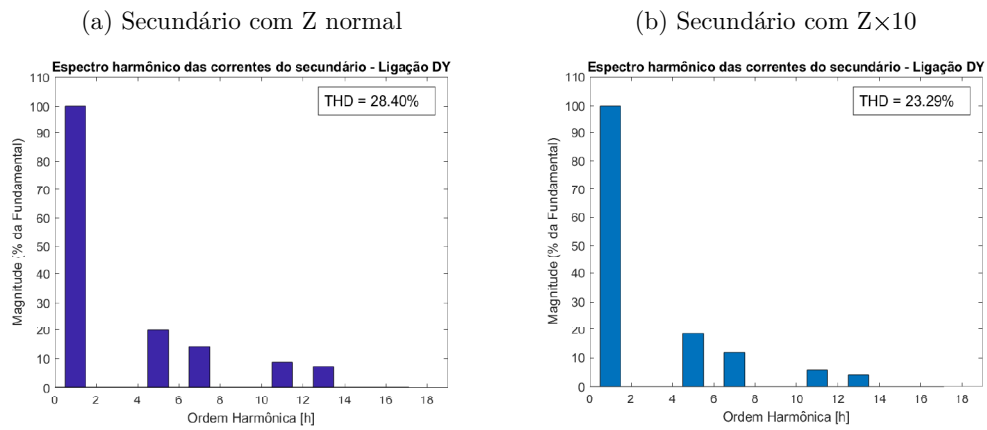 (a) Secundário com Z normal
Espectro harmônico das correntes do secundário - Ligação DY
THD = 28.40%
Magnitude (% da Fundamental)
110
100
90
80
70
60
50
40
30
20
10
0
0 2 4 6 8 10 12 14 16 18
Ordem Harmônica [h]
(b) Secundário com Z×10
Espectro harmônico das correntes do secundário - Ligação DY
THD = 23.29%
Magnitude (% da Fundamental)
110
100
90
80
70
60
50
40
30
20
10
0
0 2 4 6 8 10 12 14 16 18
Ordem Harmônica [h]